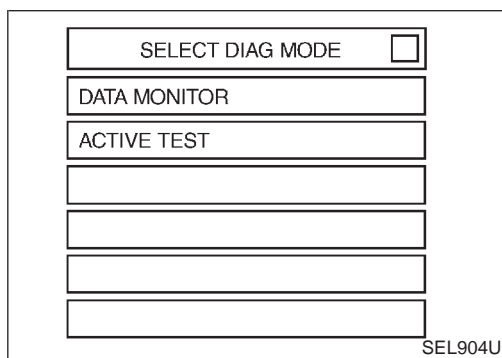 SELECT DIAG MODE
DATA MONITOR
ACTIVE TEST
SEL904U